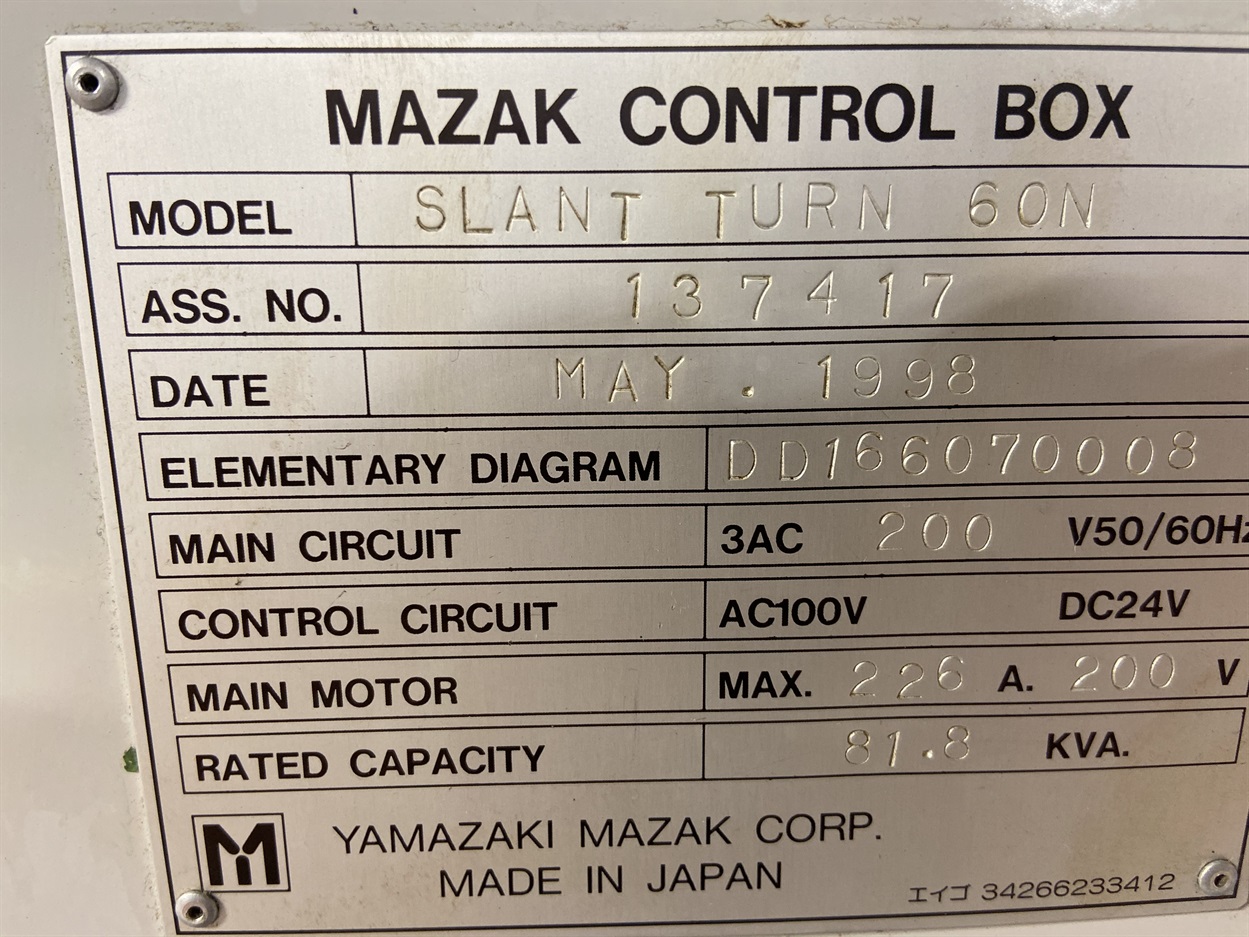 MAZAK CONTROL BOX
MODEL SLANT TURN 60N
ASS. NO. 137417
DATE MAY . 1998
ELEMENTARY DIAGRAM DD166070008
MAIN CIRCUIT 3AC 200 V50/60Hz
CONTROL CIRCUIT AC100V DC24V
MAIN MOTOR MAX. 226 A. 200 V
RATED CAPACITY 81.8 KVA.
M YAMAZAKI MAZAK CORP.
MADE IN JAPAN
エイゴ 34266233412